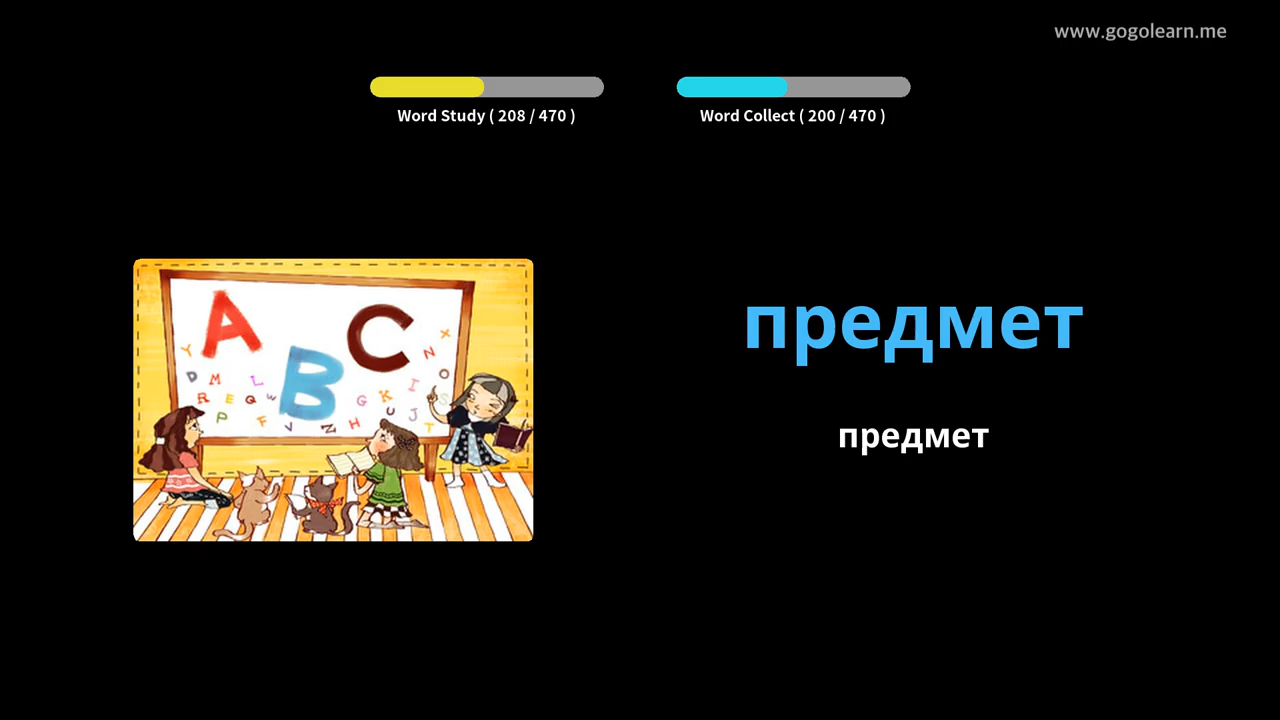 www.gogolearn.me
Word Study ( 208 / 470 )
Word Collect ( 200 / 470 )
A
B
C
Y
D M L
R E Q W
P F V Z H
G K I N X O
U J S T
предмет
предмет